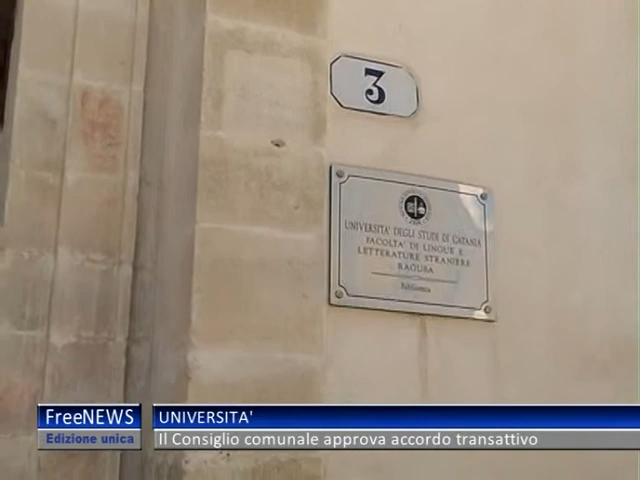 3
UNIVERSITA' DEGLI STUDI DI CATANIA
FACOLTA' DI LINGUE E
LETTERATURE STRANIERE
RAGUSA
Biblioteca
FreeNEWS
UNIVERSITA'
Edizione unica
Il Consiglio comunale approva accordo transattivo